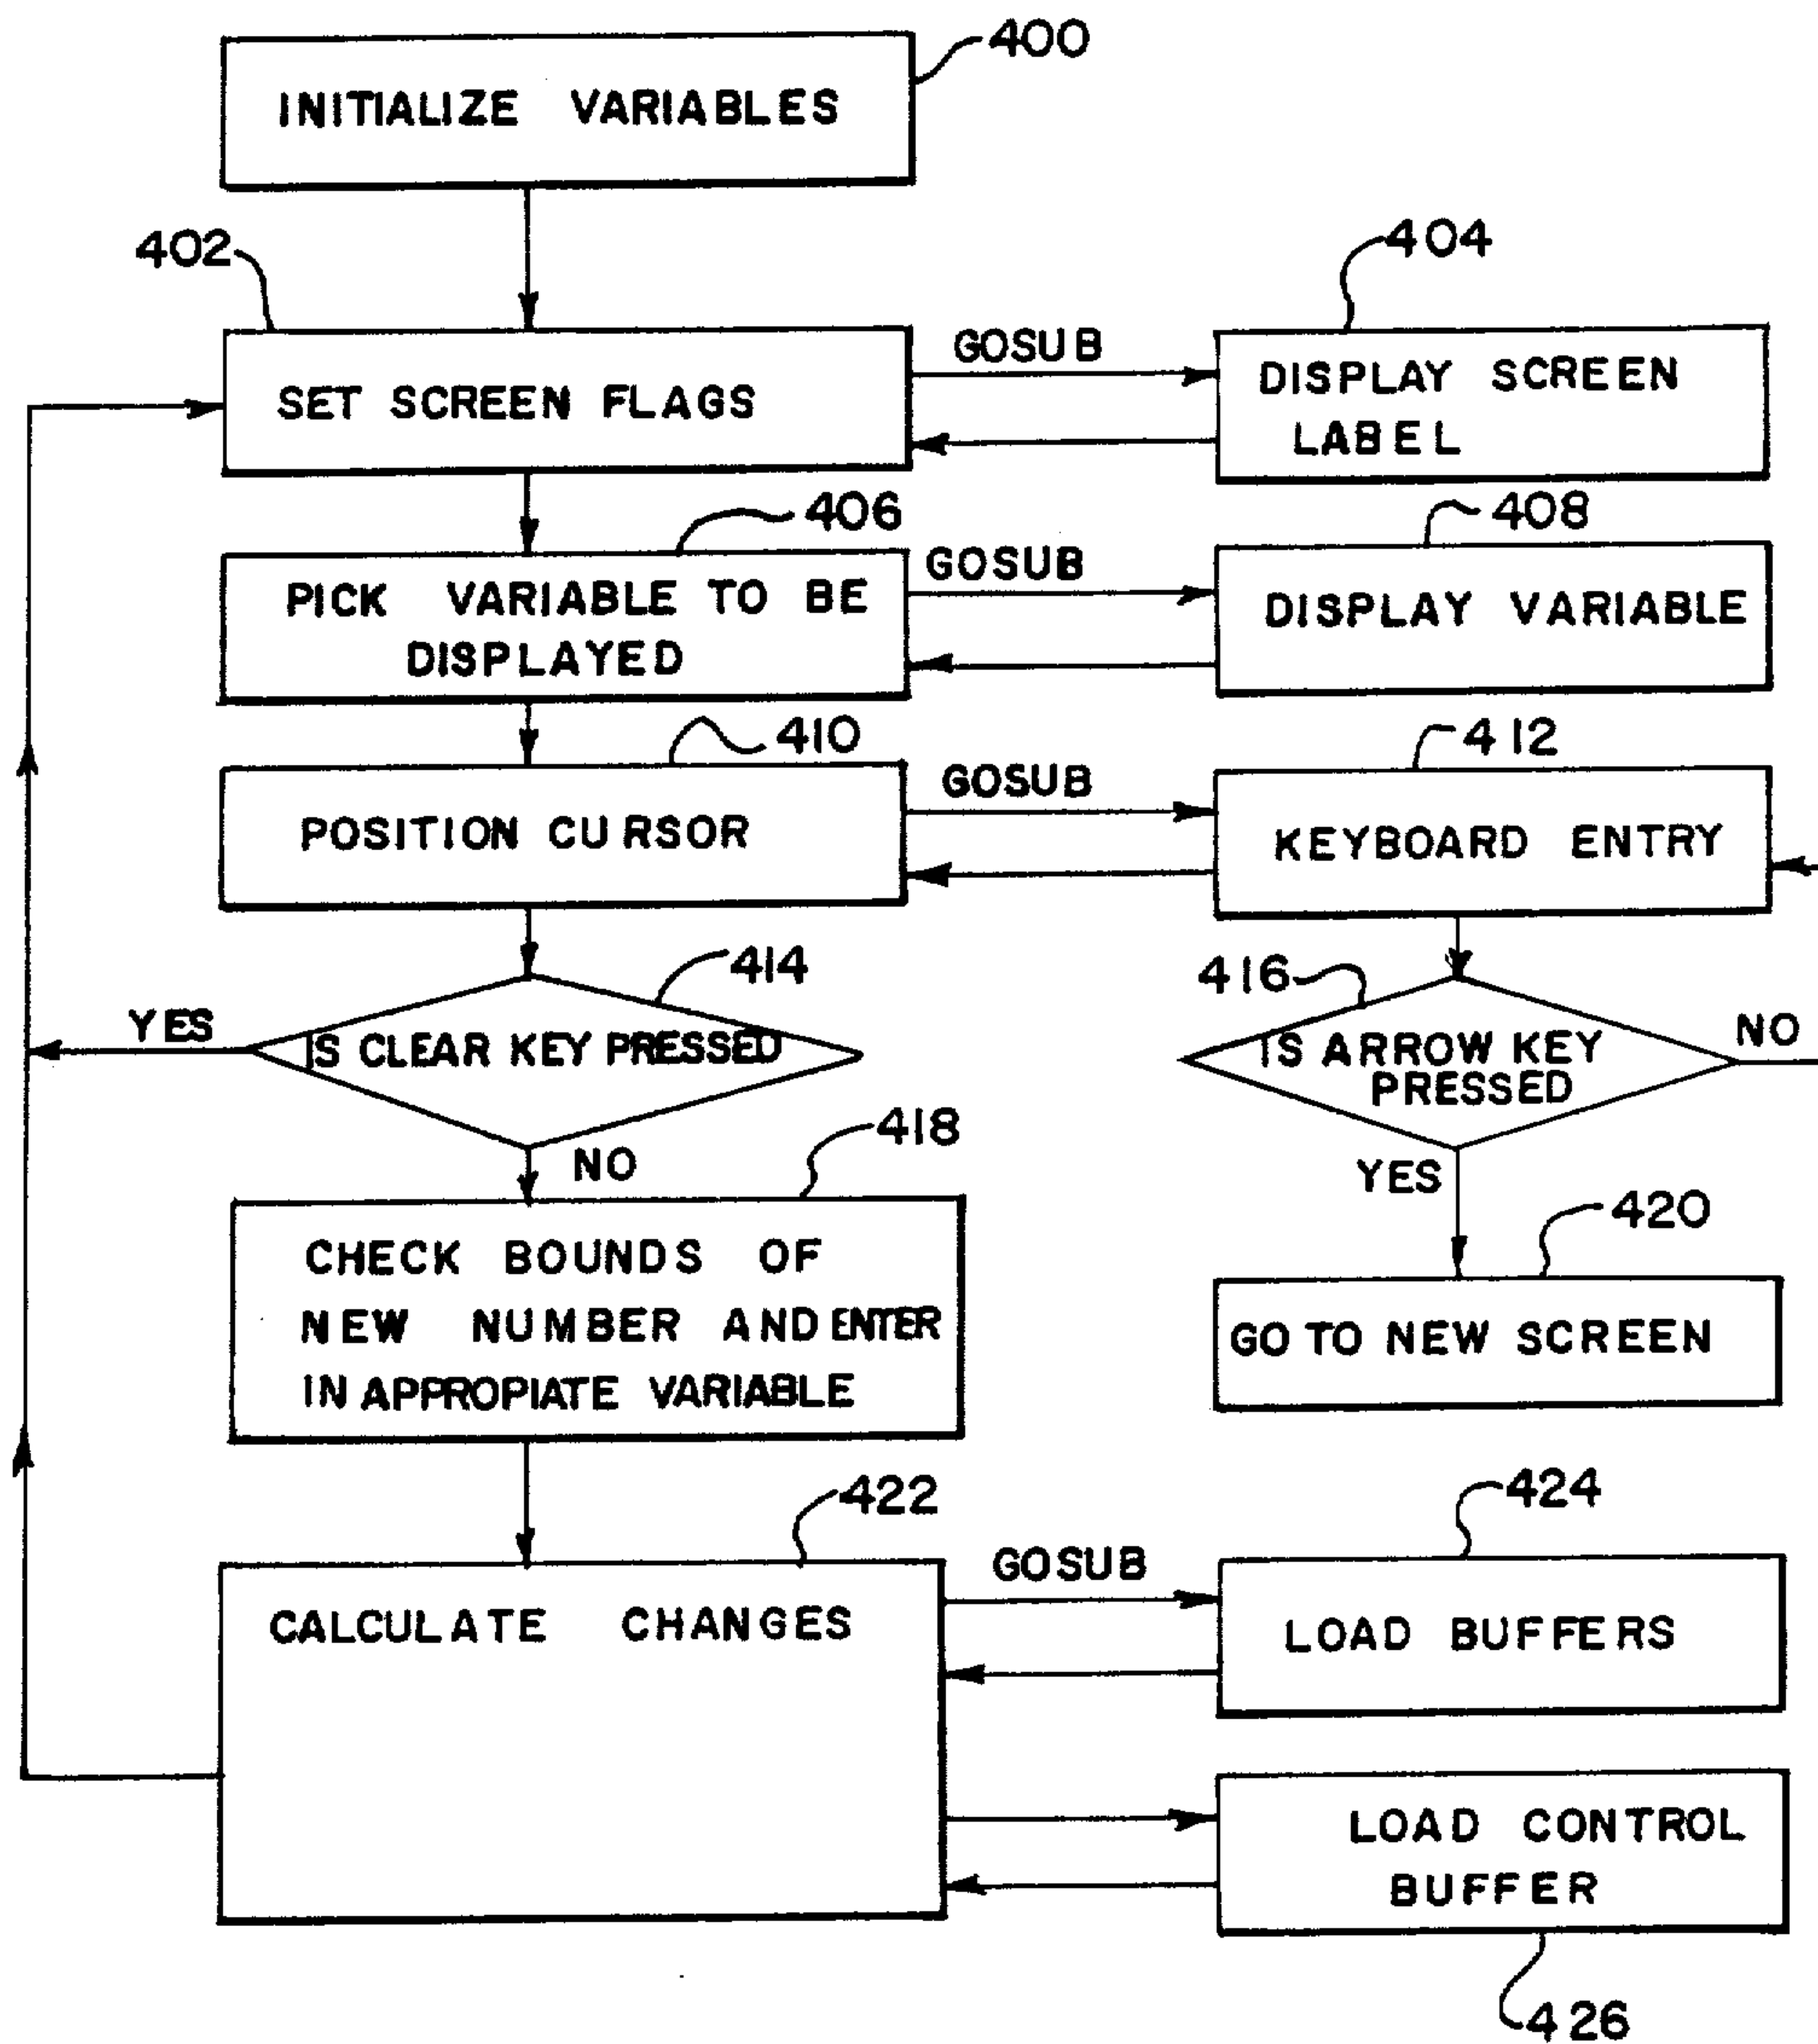 400
INITIALIZE VARIABLES
402
404
SET SCREEN FLAGS
GOSUB
DISPLAY SCREEN
LABEL
406
408
PICK VARIABLE TO BE
DISPLAYED
GOSUB
DISPLAY VARIABLE
410
412
POSITION CURSOR
GOSUB
KEYBOARD ENTRY
414
416
YES
IS CLEAR KEY PRESSED
IS ARROW KEY
PRESSED
NO
NO
YES
418
420
CHECK BOUNDS OF
NEW NUMBER AND ENTER
IN APPROPIATE VARIABLE
GO TO NEW SCREEN
422
424
CALCULATE CHANGES
GOSUB
LOAD BUFFERS
LOAD CONTROL
BUFFER
426